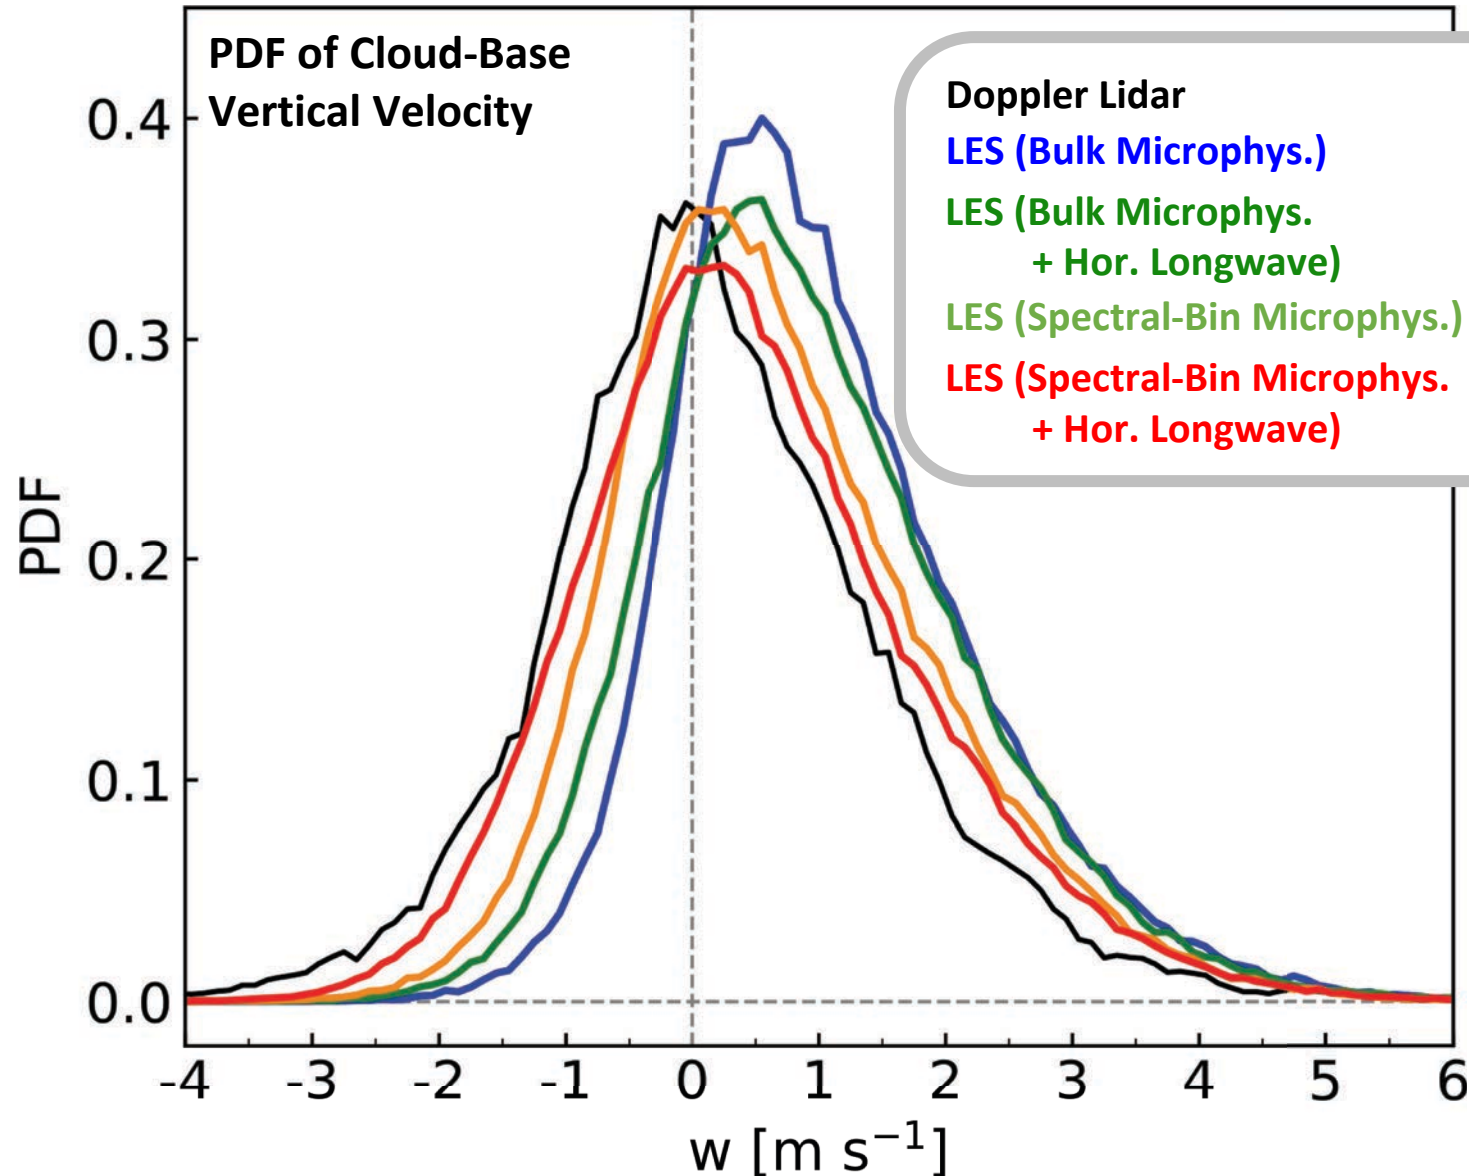 PDF of Cloud-Base
Vertical Velocity
Doppler Lidar
LES (Bulk Microphys.)
LES (Bulk Microphys.
+ Hor. Longwave)
LES (Spectral-Bin Microphys.)
LES (Spectral-Bin Microphys.
+ Hor. Longwave)
PDF
0.4
0.3
0.2
0.1
0.0
-4 -3 -2 -1 0 1 2 3 4 5 6
w [m s⁻¹]